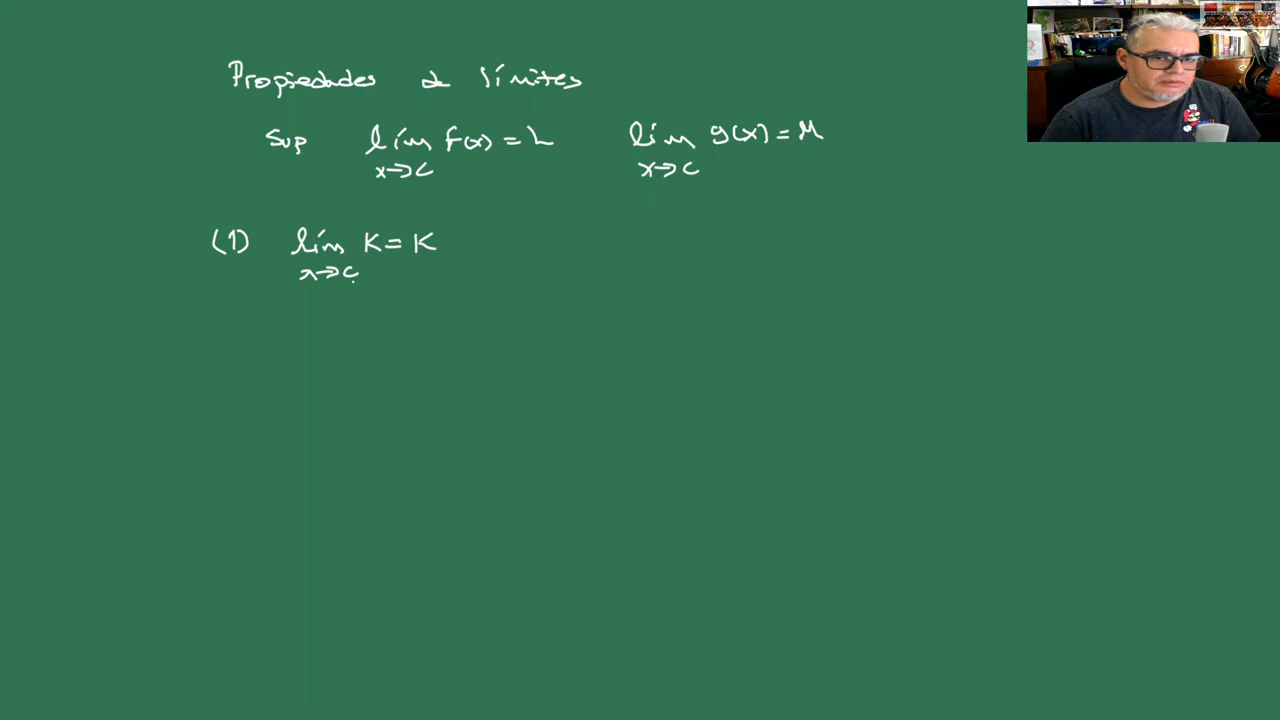 Propiedades de límites
Sup lím f(x) = L lím g(x) = M
x→c x→c
(1) lím K = K
x→c